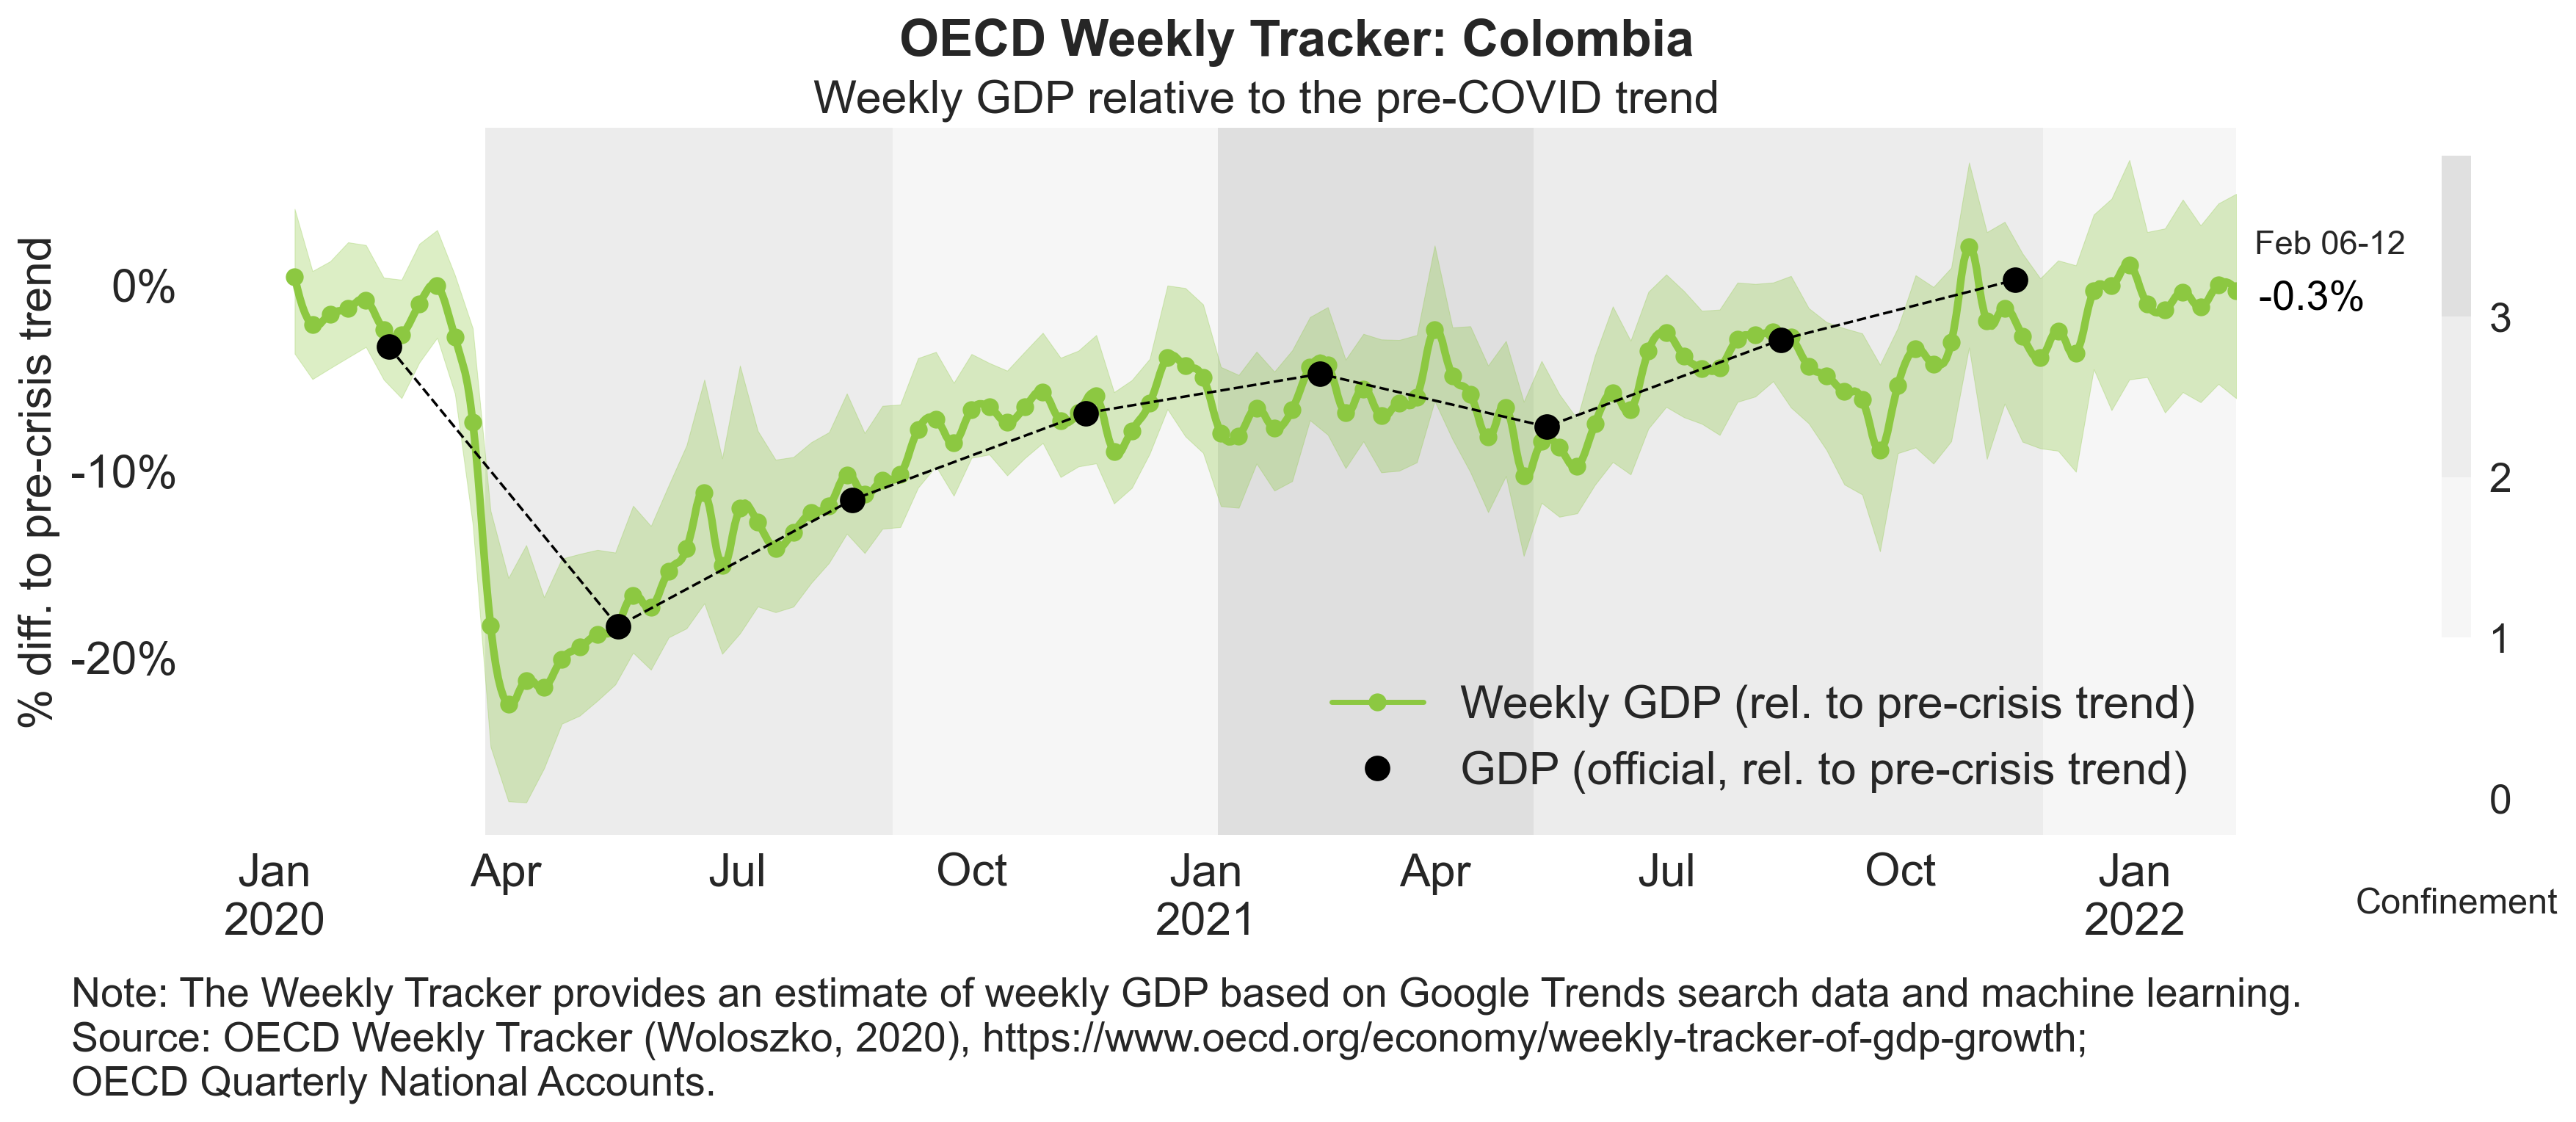 OECD Weekly Tracker: Colombia
Weekly GDP relative to the pre-COVID trend
% diff. to pre-crisis trend
0%
-10%
-20%
Feb 06-12
-0.3%
3
2
1
0
Confinement
Weekly GDP (rel. to pre-crisis trend)
GDP (official, rel. to pre-crisis trend)
Jan Apr Jul Oct Jan Apr Jul Oct Jan
2020 2021 2022
Note: The Weekly Tracker provides an estimate of weekly GDP based on Google Trends search data and machine learning.
Source: OECD Weekly Tracker (Woloszko, 2020), https://www.oecd.org/economy/weekly-tracker-of-gdp-growth;
OECD Quarterly National Accounts.